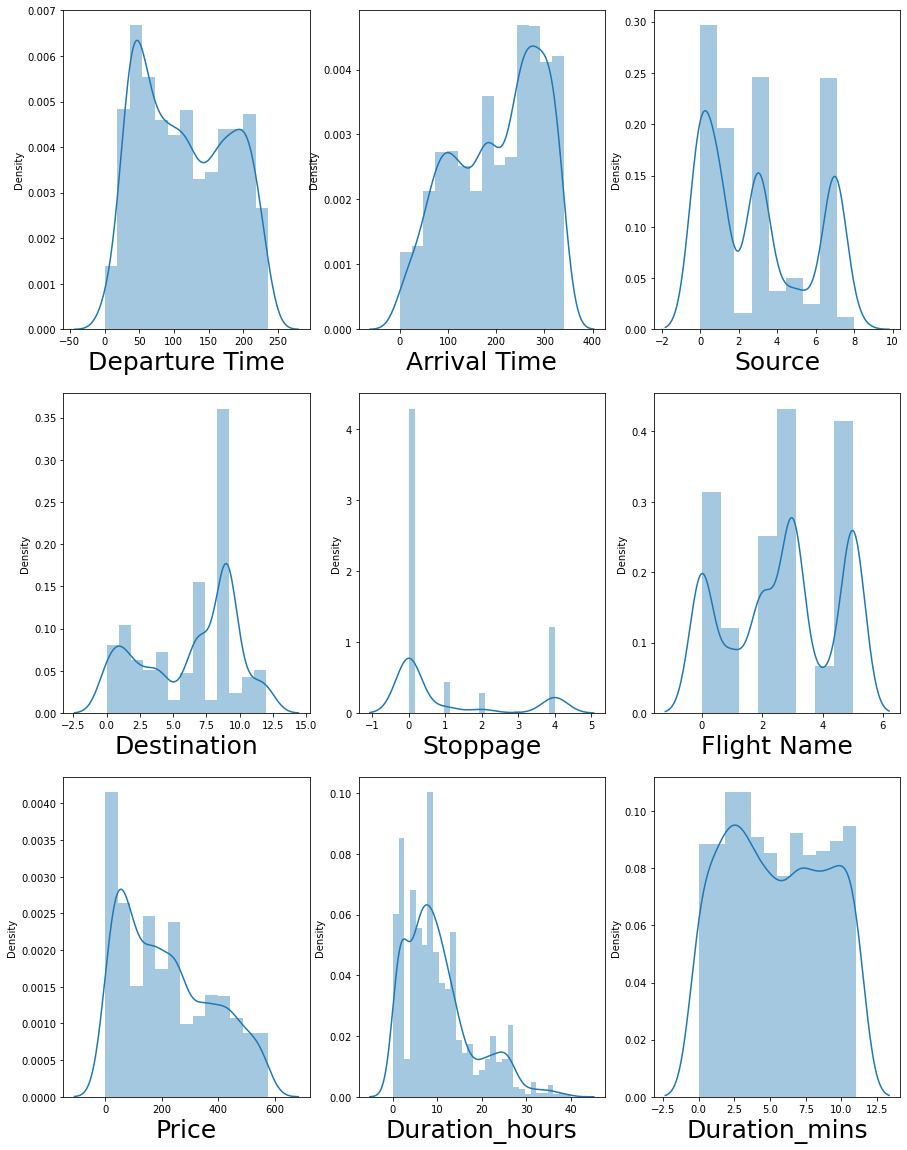 0.007
0.006
0.005
0.004
0.003
0.002
0.001
0.000
Density
−50 0 50 100 150 200 250
Departure Time
0.004
0.003
0.002
0.001
0.000
Density
0 100 200 300 400
Arrival Time
0.30
0.25
0.20
0.15
0.10
0.05
0.00
Density
−2 0 2 4 6 8 10
Source
0.35
0.30
0.25
0.20
0.15
0.10
0.05
0.00
Density
−2.5 0.0 2.5 5.0 7.5 10.0 12.5 15.0
Destination
4
3
2
1
0
Density
−1 0 1 2 3 4 5
Stoppage
0.4
0.3
0.2
0.1
0.0
Density
0 2 4 6
Flight Name
0.0040
0.0035
0.0030
0.0025
0.0020
0.0015
0.0010
0.0005
0.0000
Density
0 200 400 600
Price
0.10
0.08
0.06
0.04
0.02
0.00
Density
0 10 20 30 40
Duration_hours
0.10
0.08
0.06
0.04
0.02
0.00
Density
−2.5 0.0 2.5 5.0 7.5 10.0 12.5
Duration_mins